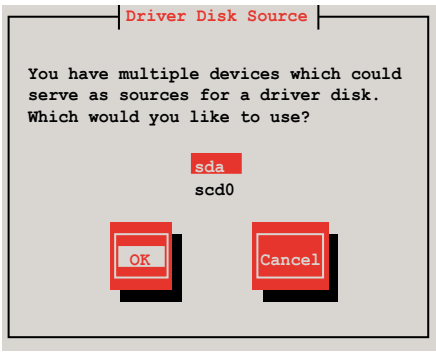 Driver Disk Source
You have multiple devices which could
serve as sources for a driver disk.
Which would you like to use?
sda
scd0
OK Cancel